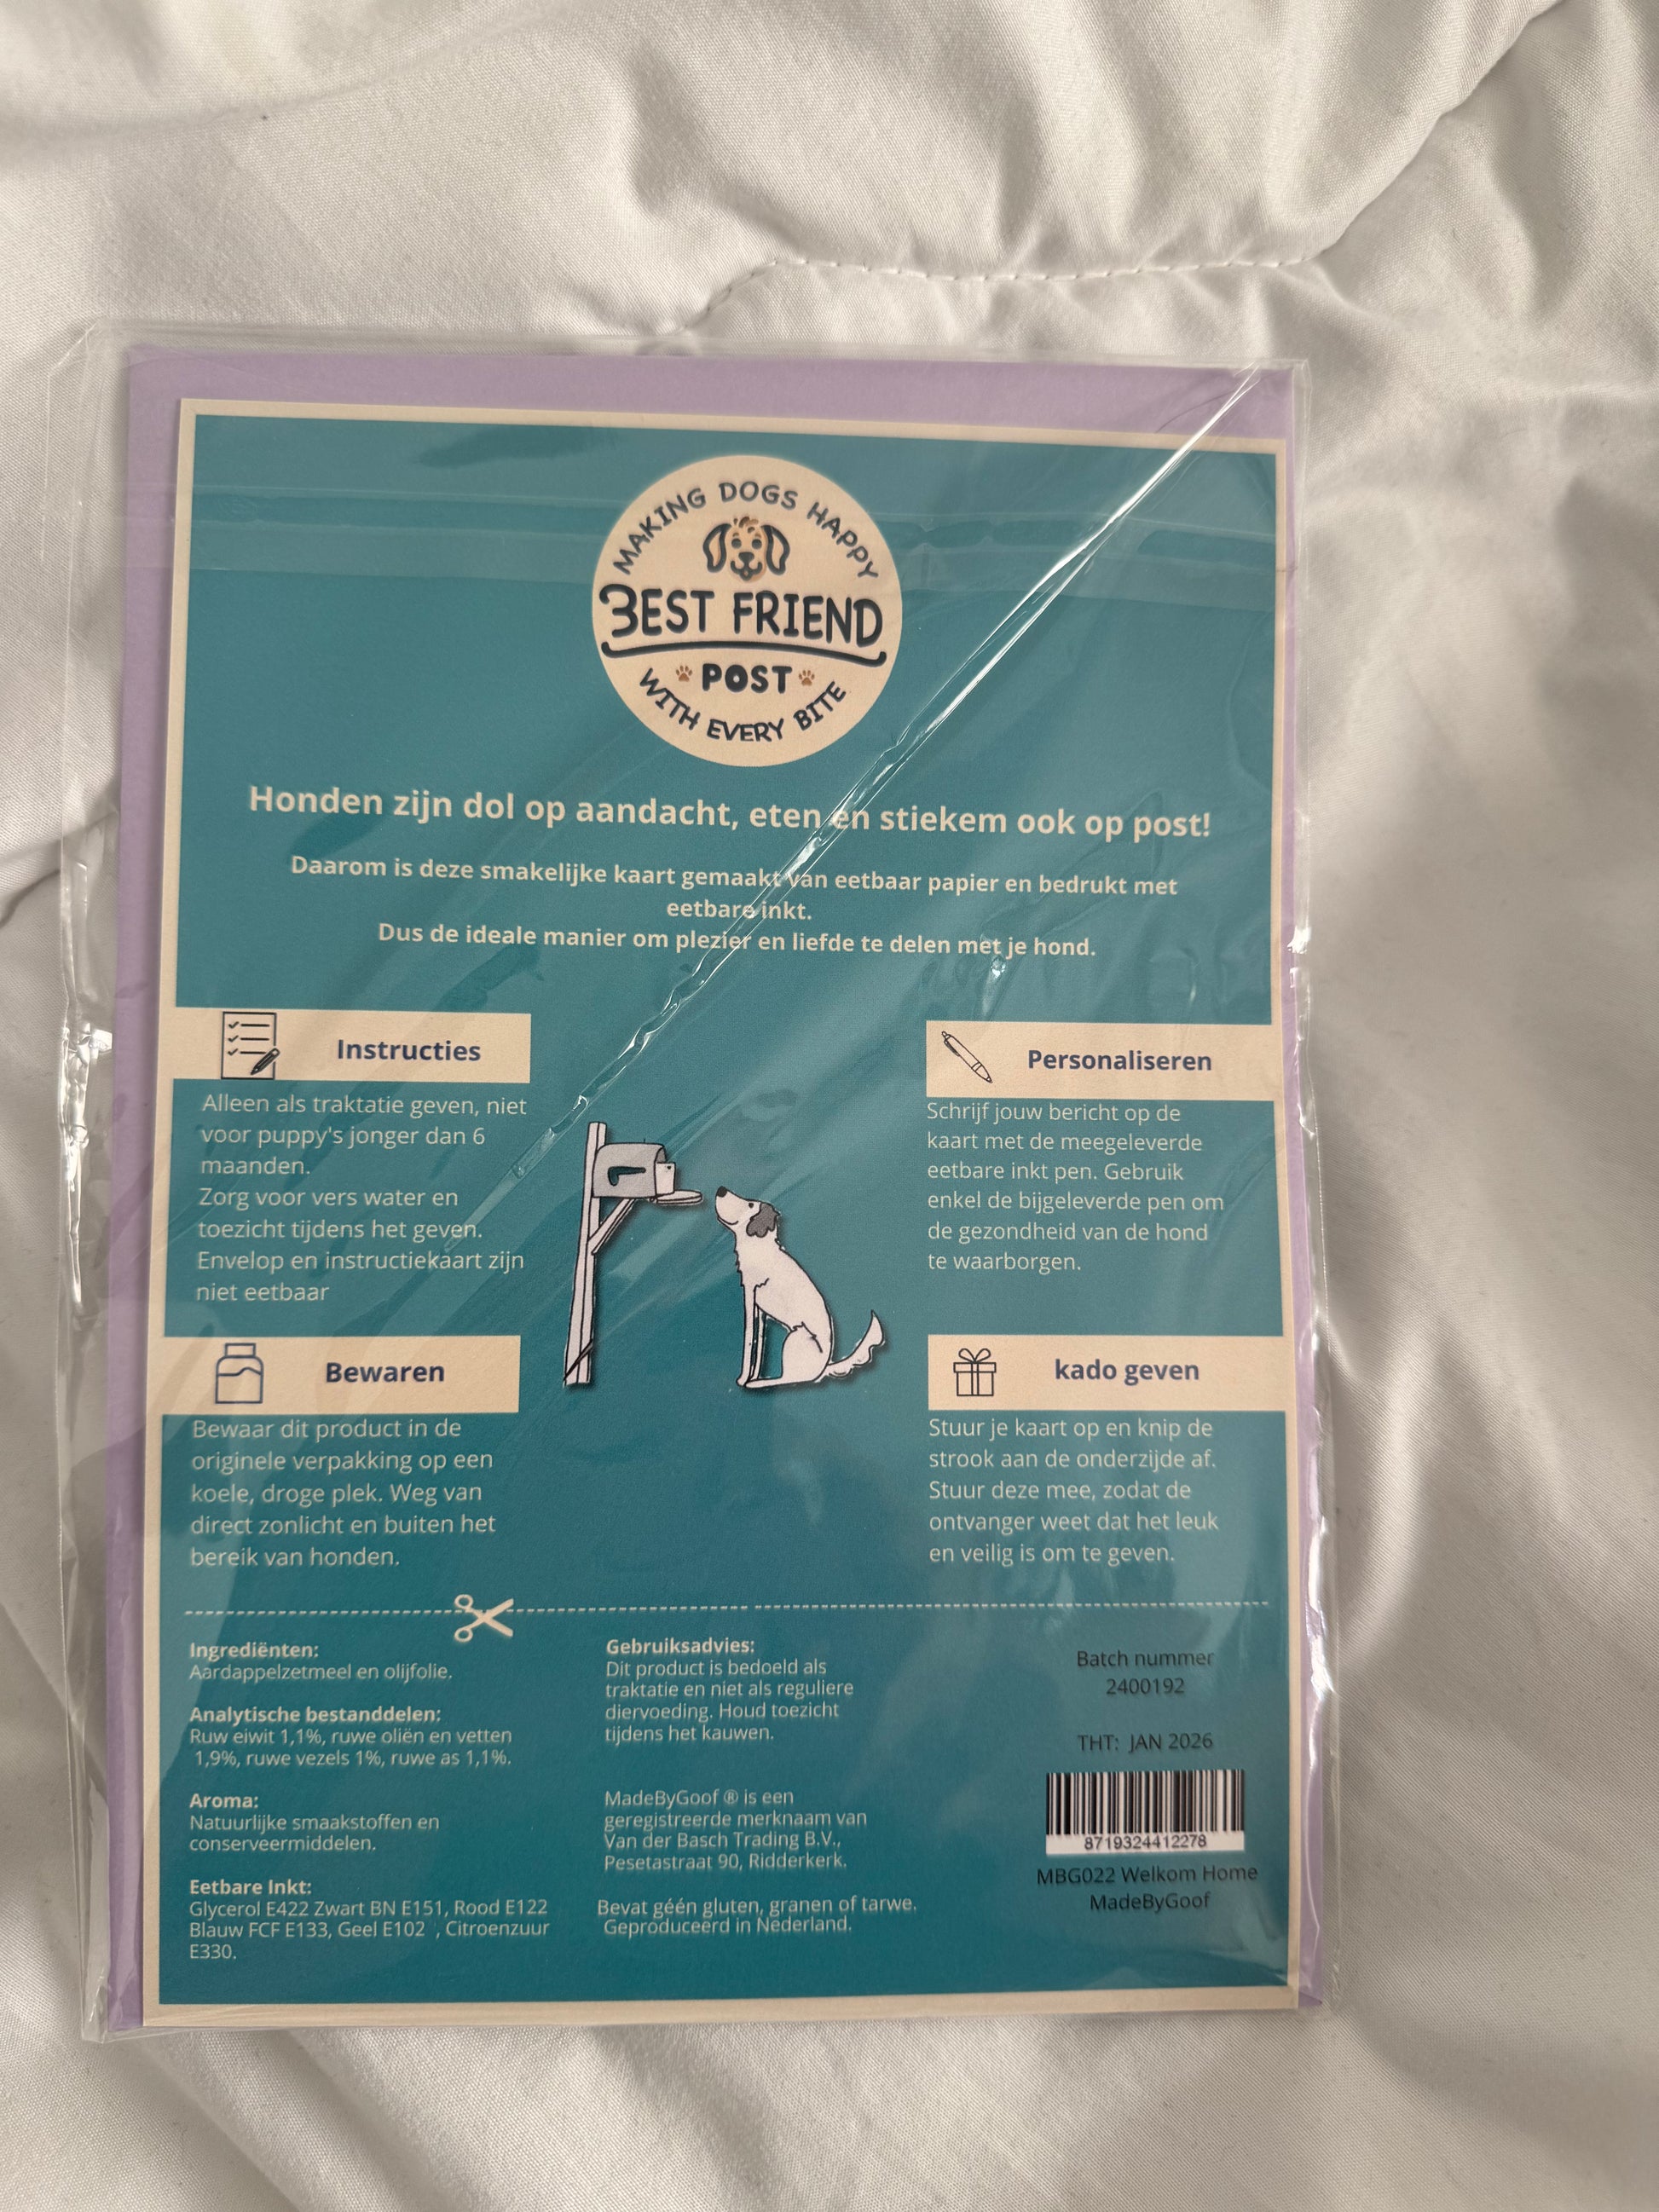 MAKING DOGS HAPPY
BEST FRIEND
POST
WITH EVERY BITE
Honden zijn dol op aandacht, eten en stiekem ook op post!
Daarom is deze smakelijke kaart gemaakt van eetbaar papier en bedrukt met
eetbare inkt.
Dus de ideale manier om plezier en liefde te delen met je hond.
Instructies
Alleen als traktatie geven, niet
voor puppy's jonger dan 6
maanden.
Zorg voor vers water en
toezicht tijdens het geven.
Envelop en instructiekaart zijn
niet eetbaar
Personaliseren
Schrijf jouw bericht op de
kaart met de meegeleverde
eetbare inkt pen. Gebruik
enkel de bijgeleverde pen om
de gezondheid van de hond
te waarborgen.
Bewaren
Bewaar dit product in de
originele verpakking op een
koele, droge plek. Weg van
direct zonlicht en buiten het
bereik van honden.
kado geven
Stuur je kaart op en knip de
strook aan de onderzijde af.
Stuur deze mee, zodat de
ontvanger weet dat het leuk
en veilig is om te geven.
Ingrediënten:
Aardappelzetmeel en olijfolie.
Analytische bestanddelen:
Ruw eiwit 1,1%, ruwe oliën en vetten
1,9%, ruwe vezels 1%, ruwe as 1,1%.
Aroma:
Natuurlijke smaakstoffen en
conserveermiddelen.
Eetbare Inkt:
Glycerol E422 Zwart BN E151, Rood E122
Blauw FCF E133, Geel E102 , Citroenzuur
E330.
Gebruiksadvies:
Dit product is bedoeld als
traktatie en niet als reguliere
diervoeding. Houd toezicht
tijdens het kauwen.
MadeByGoof ® is een
geregistreerde merknaam van
Van der Basch Trading B.V.,
Pesetastraat 90, Ridderkerk.
Bevat géén gluten, granen of tarwe.
Geproduceerd in Nederland.
Batch nummer
2400192
THT: JAN 2026
8719324412278
MBG022 Welkom Home
MadeByGoof